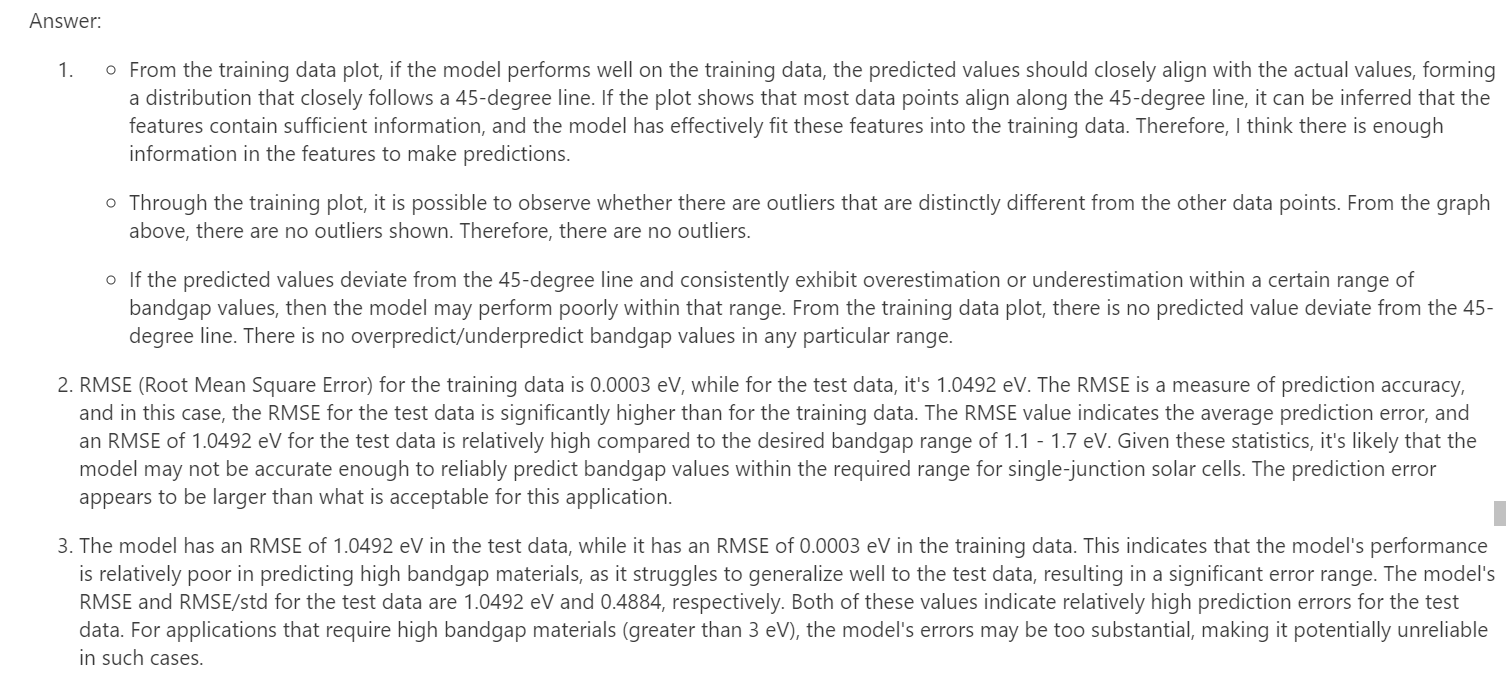 Answer:
1. ○ From the training data plot, if the model performs well on the training data, the predicted values should closely align with the actual values, forming
a distribution that closely follows a 45-degree line. If the plot shows that most data points align along the 45-degree line, it can be inferred that the
features contain sufficient information, and the model has effectively fit these features into the training data. Therefore, I think there is enough
information in the features to make predictions.
○ Through the training plot, it is possible to observe whether there are outliers that are distinctly different from the other data points. From the graph
above, there are no outliers shown. Therefore, there are no outliers.
○ If the predicted values deviate from the 45-degree line and consistently exhibit overestimation or underestimation within a certain range of
bandgap values, then the model may perform poorly within that range. From the training data plot, there is no predicted value deviate from the 45-
degree line. There is no overpredict/underpredict bandgap values in any particular range.
2. RMSE (Root Mean Square Error) for the training data is 0.0003 eV, while for the test data, it's 1.0492 eV. The RMSE is a measure of prediction accuracy,
and in this case, the RMSE for the test data is significantly higher than for the training data. The RMSE value indicates the average prediction error, and
an RMSE of 1.0492 eV for the test data is relatively high compared to the desired bandgap range of 1.1 - 1.7 eV. Given these statistics, it's likely that the
model may not be accurate enough to reliably predict bandgap values within the required range for single-junction solar cells. The prediction error
appears to be larger than what is acceptable for this application.
3. The model has an RMSE of 1.0492 eV in the test data, while it has an RMSE of 0.0003 eV in the training data. This indicates that the model's performance
is relatively poor in predicting high bandgap materials, as it struggles to generalize well to the test data, resulting in a significant error range. The model's
RMSE and RMSE/std for the test data are 1.0492 eV and 0.4884, respectively. Both of these values indicate relatively high prediction errors for the test
data. For applications that require high bandgap materials (greater than 3 eV), the model's errors may be too substantial, making it potentially unreliable
in such cases.